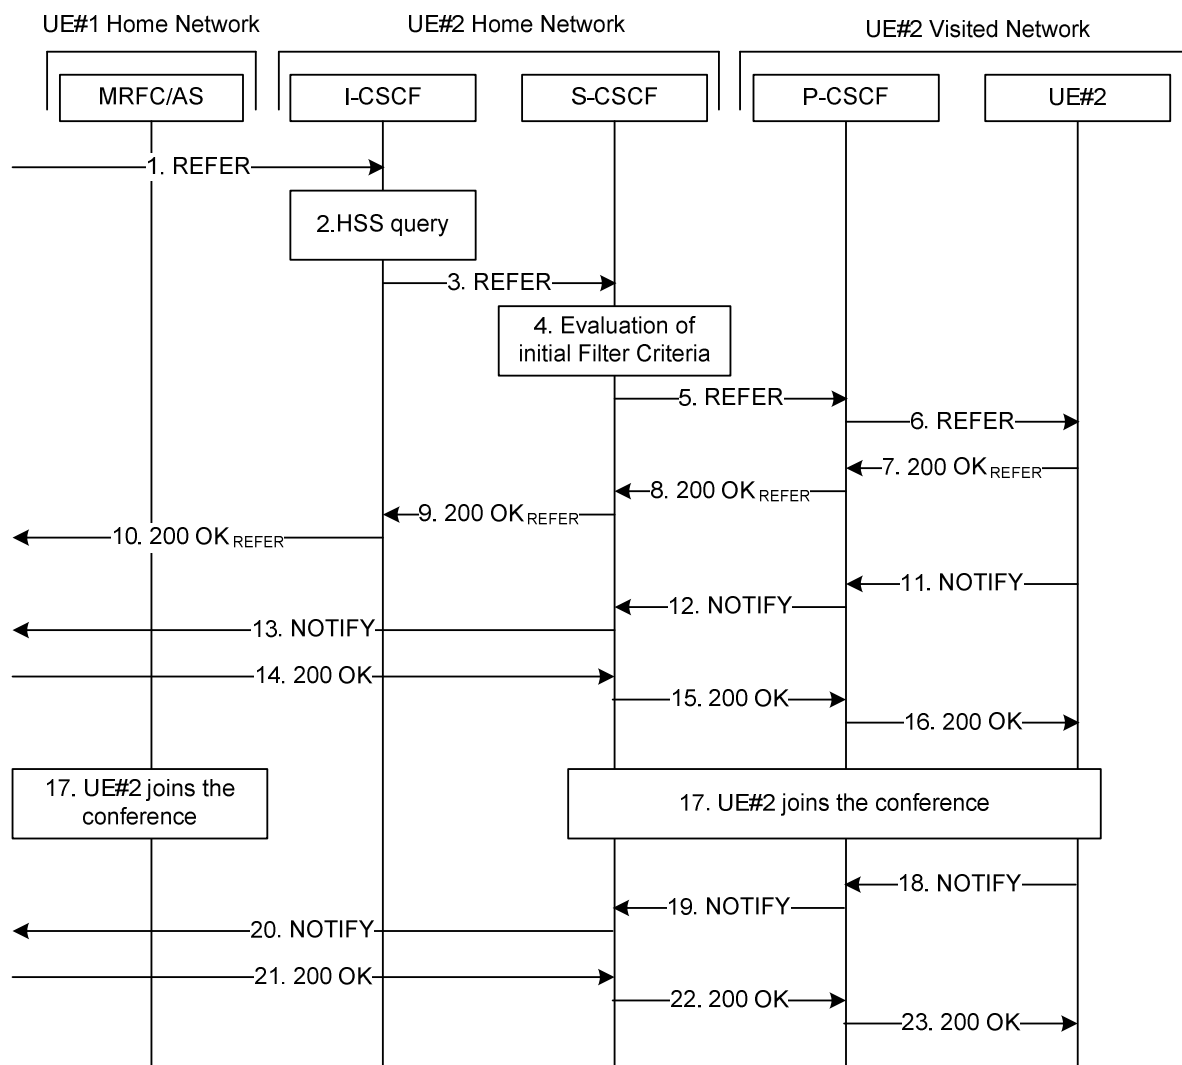 UE#1 Home Network
UE#2 Home Network
UE#2 Visited Network
MRFC/AS
I-CSCF
S-CSCF
P-CSCF
UE#2
1. REFER
2.HSS query
3. REFER
4. Evaluation of
initial Filter Criteria
5. REFER
6. REFER
7. 200 OK REFER
8. 200 OK REFER
9. 200 OK REFER
10. 200 OK REFER
11. NOTIFY
12. NOTIFY
13. NOTIFY
14. 200 OK
15. 200 OK
16. 200 OK
17. UE#2 joins the
conference
17. UE#2 joins the conference
18. NOTIFY
19. NOTIFY
20. NOTIFY
21. 200 OK
22. 200 OK
23. 200 OK